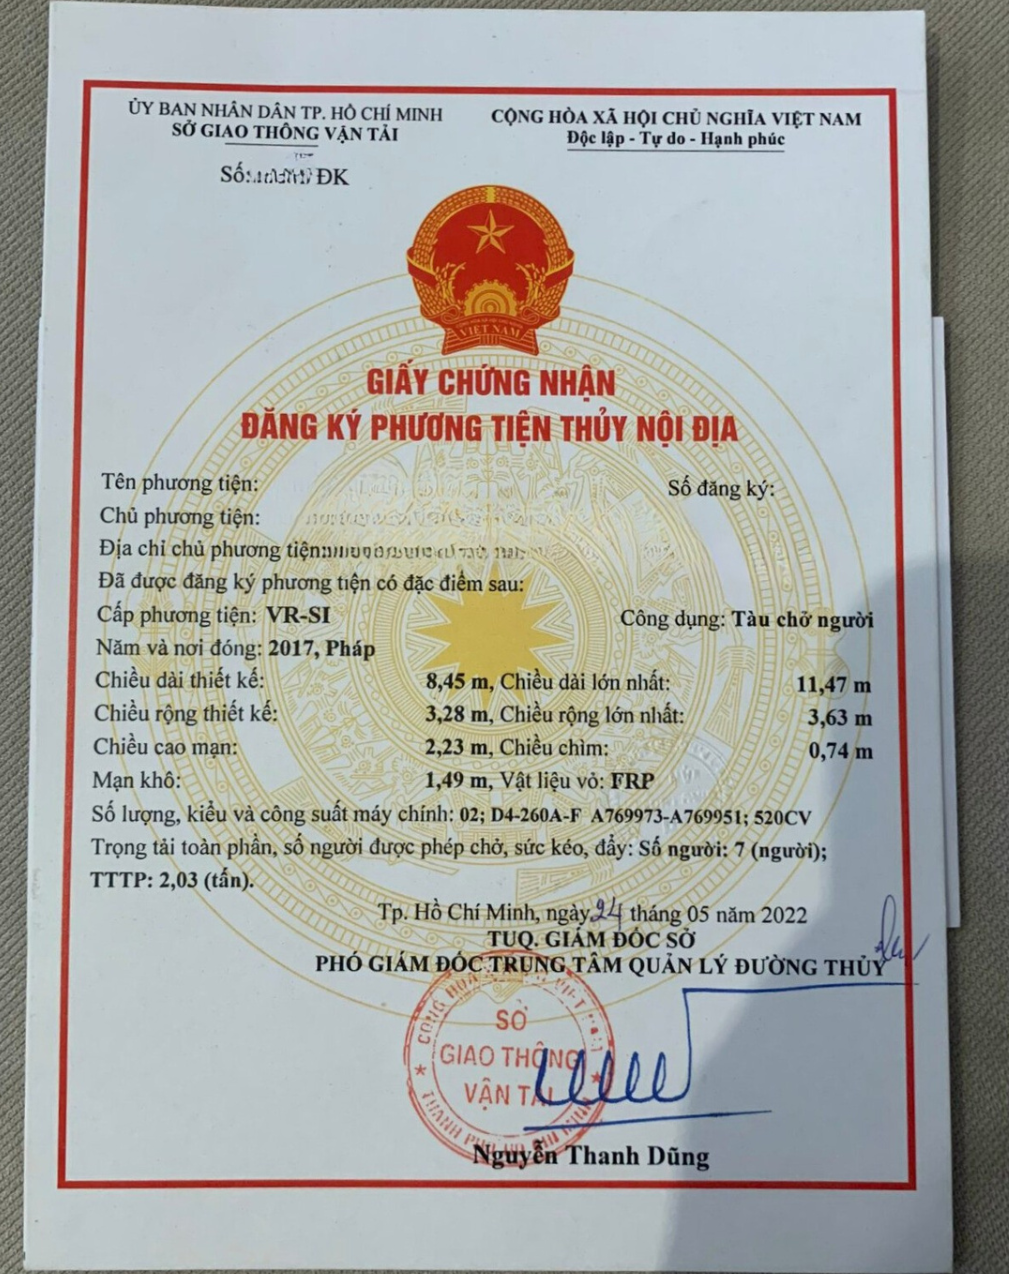 ỦY BAN NHÂN DÂN TP. HỒ CHÍ MINH
SỞ GIAO THÔNG VẬN TẢI
CỘNG HÒA XÃ HỘI CHỦ NGHĨA VIỆT NAM
Độc lập - Tự do - Hạnh phúc
Số: ĐK
VIỆT NAM
GIẤY CHỨNG NHẬN
ĐĂNG KÝ PHƯƠNG TIỆN THỦY NỘI ĐỊA
Tên phương tiện: Số đăng ký:
Chủ phương tiện:
Địa chỉ chủ phương tiện:
Đã được đăng ký phương tiện có đặc điểm sau:
Cấp phương tiện: VR-SI Công dụng: Tàu chở người
Năm và nơi đóng: 2017, Pháp
Chiều dài thiết kế: 8,45 m, Chiều dài lớn nhất: 11,47 m
Chiều rộng thiết kế: 3,28 m, Chiều rộng lớn nhất: 3,63 m
Chiều cao mạn: 2,23 m, Chiều chìm: 0,74 m
Mạn khô: 1,49 m, Vật liệu vỏ: FRP
Số lượng, kiểu và công suất máy chính: 02; D4-260A-F A769973-A769951; 520CV
Trọng tải toàn phần, số người được phép chở, sức kéo, đẩy: Số người: 7 (người);
TTTP: 2,03 (tấn).
Tp. Hồ Chí Minh, ngày 24 tháng 05 năm 2022
TUQ. GIÁM ĐỐC SỞ
PHÓ GIÁM ĐỐC TRUNG TÂM QUẢN LÝ ĐƯỜNG THỦY
SỞ
GIAO THÔNG
VẬN TẢI
Nguyễn Thanh Dũng